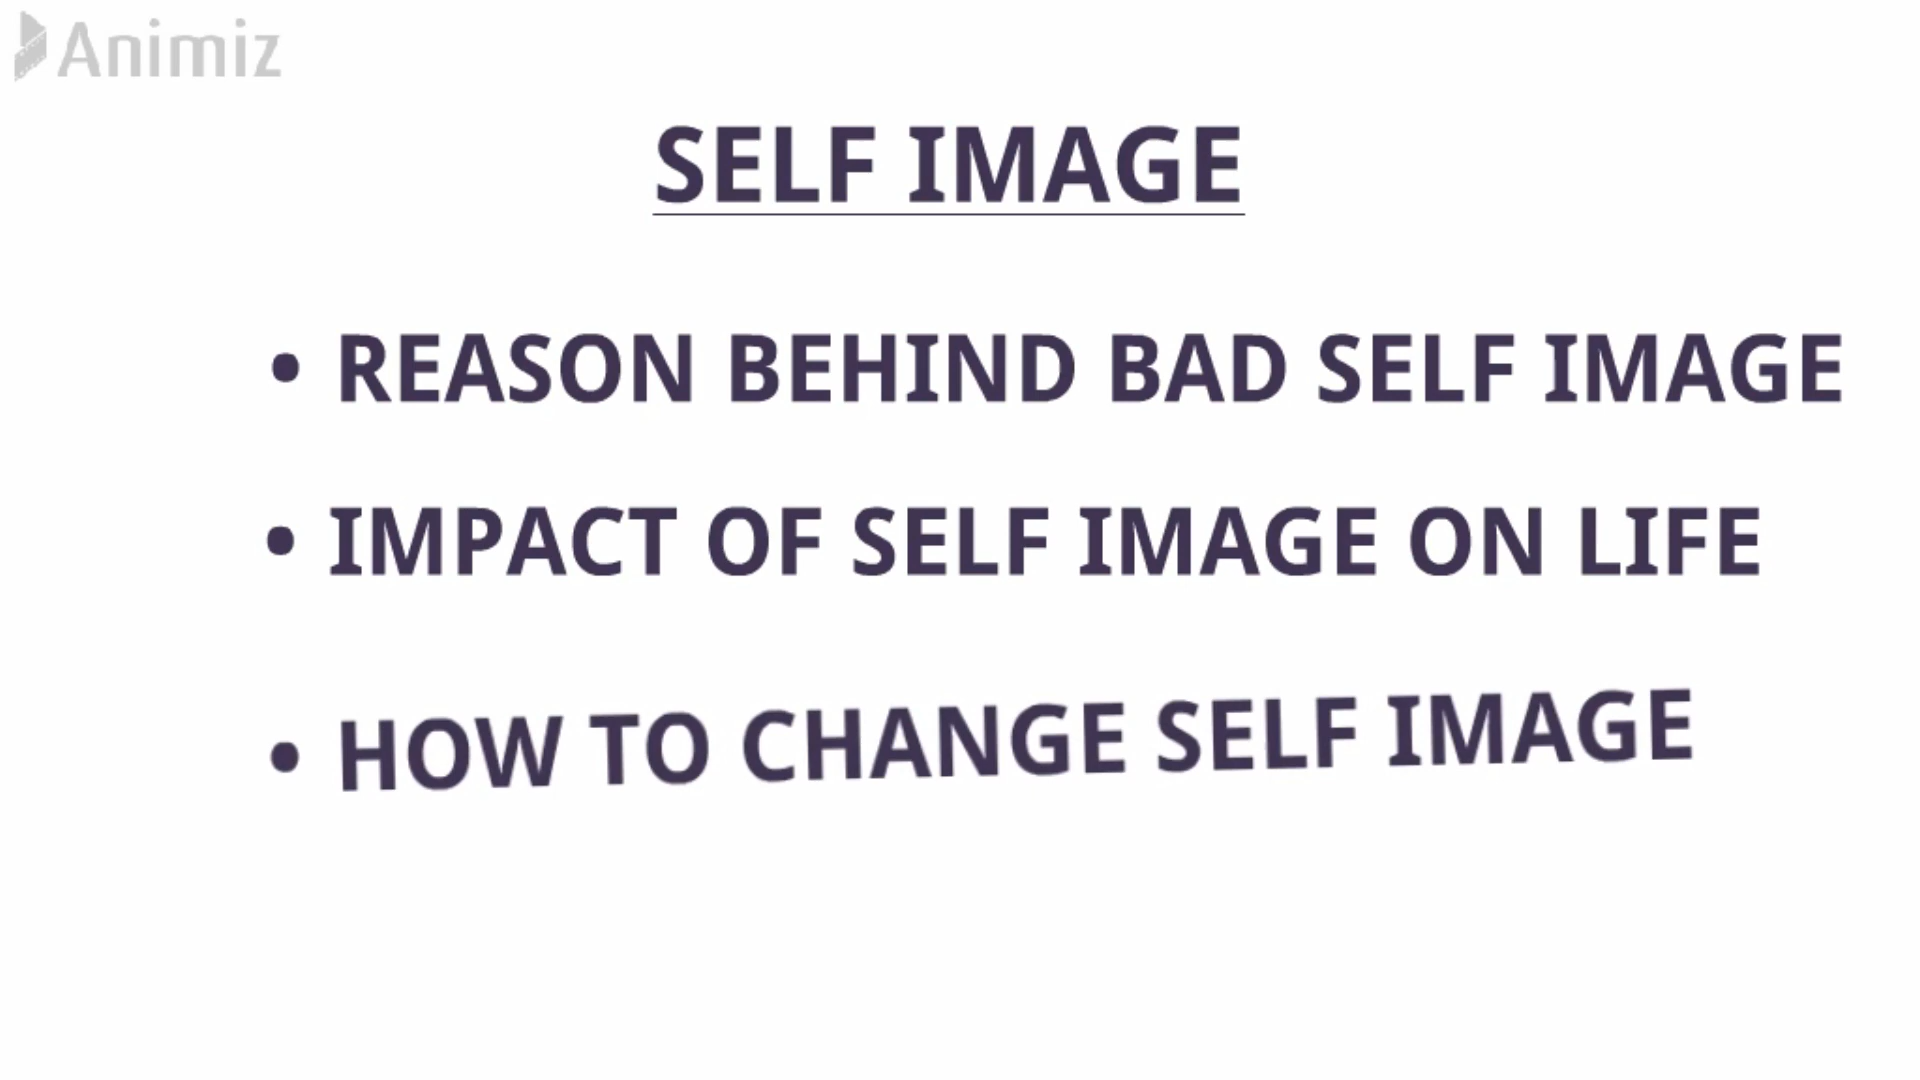 Animiz
SELF IMAGE
• REASON BEHIND BAD SELF IMAGE
• IMPACT OF SELF IMAGE ON LIFE
• HOW TO CHANGE SELF IMAGE